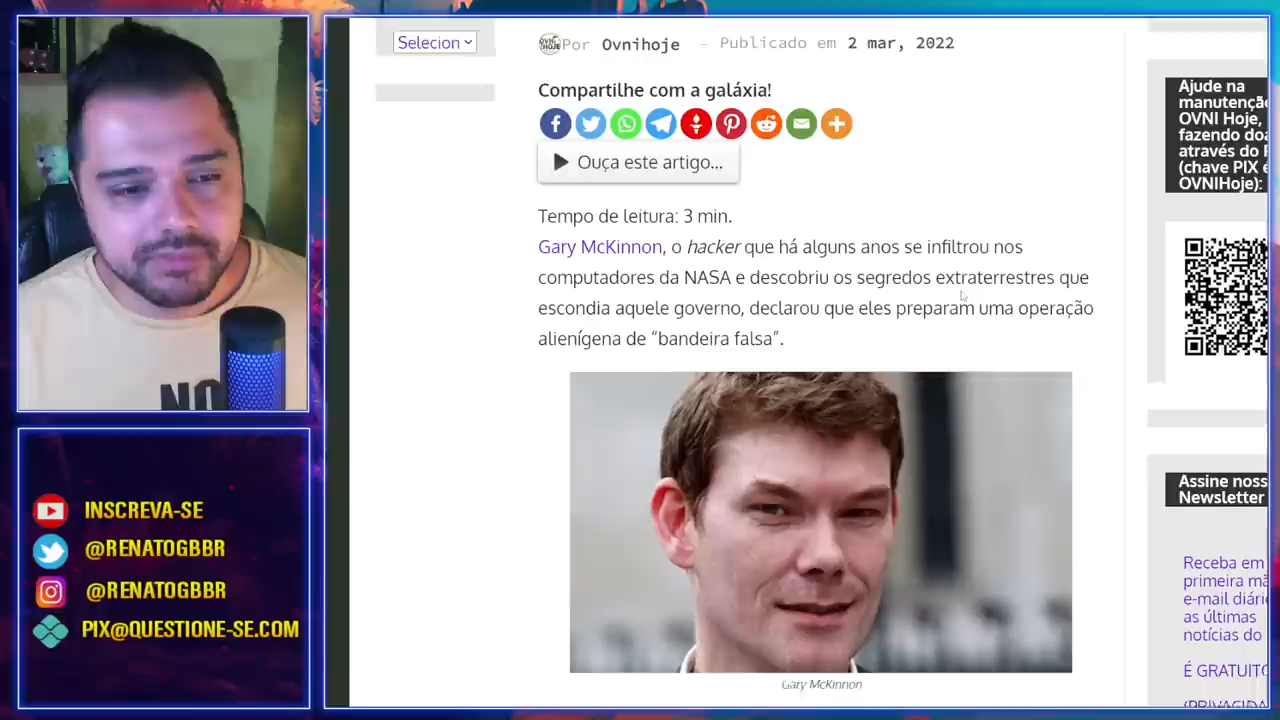 Selecion
Por Ovnihoje – Publicado em 2 mar, 2022
Compartilhe com a galáxia!
Ouça este artigo...
Tempo de leitura: 3 min.
Gary McKinnon, o hacker que há alguns anos se infiltrou nos
computadores da NASA e descobriu os segredos extraterrestres que
escondia aquele governo, declarou que eles preparam uma operação
alienígena de “bandeira falsa”.
Gary McKinnon
Ajude na
manutenção
OVNI Hoje,
fazendo doa
através do P
(chave PIX é
OVNIHoje):
Assine noss
Newsletter
Receba em
primeira mã
e-mail diári
as últimas
notícias do
É GRATUITO
(PRIVACIDA
NO
INSCREVA-SE
@RENATOGBBR
@RENATOGBBR
PIX@QUESTIONE-SE.COM